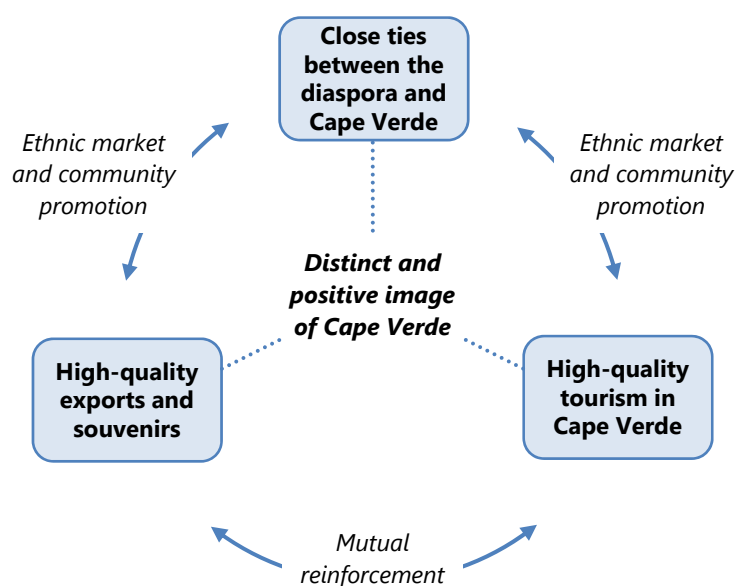 Close ties
between the
diaspora and
Cape Verde
Ethnic market
and community
promotion
Ethnic market
and community
promotion
Distinct and
positive image
of Cape Verde
High-quality
exports and
souvenirs
High-quality
tourism in
Cape Verde
Mutual
reinforcement